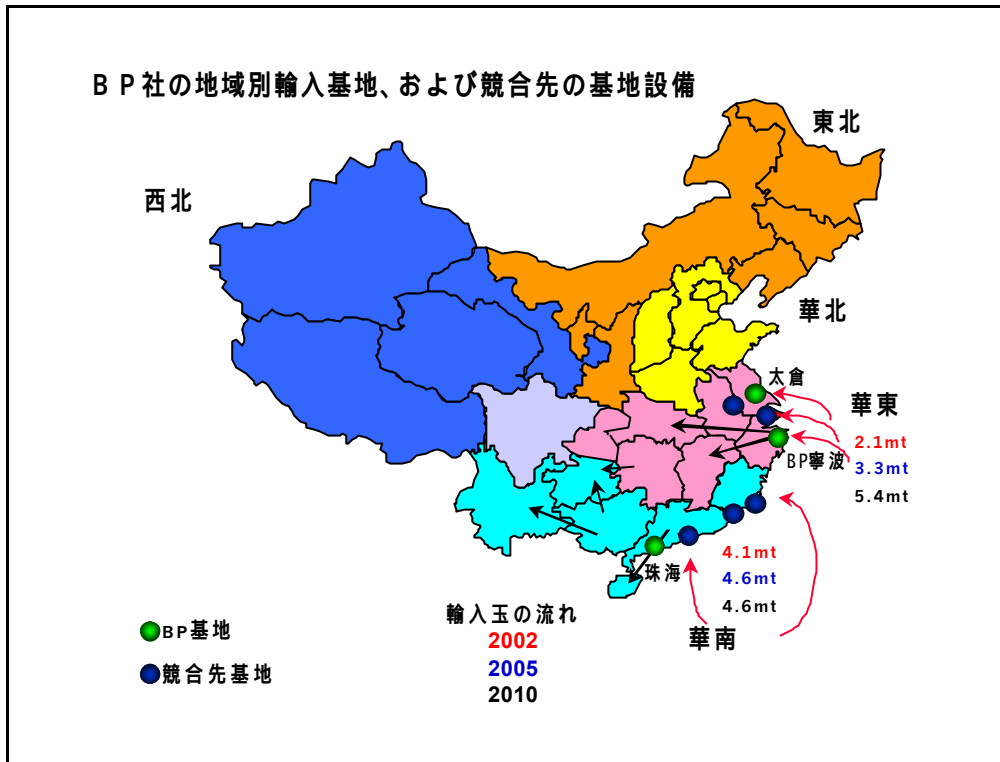 BP社の地域別輸入基地、および競合先の基地設備
東北
西北
華北
太倉
華東
2.1mt
BP寧波
3.3mt
5.4mt
4.1mt
珠海
4.6mt
4.6mt
輸入玉の流れ
華南
BP基地
2002
競合先基地
2005
2010